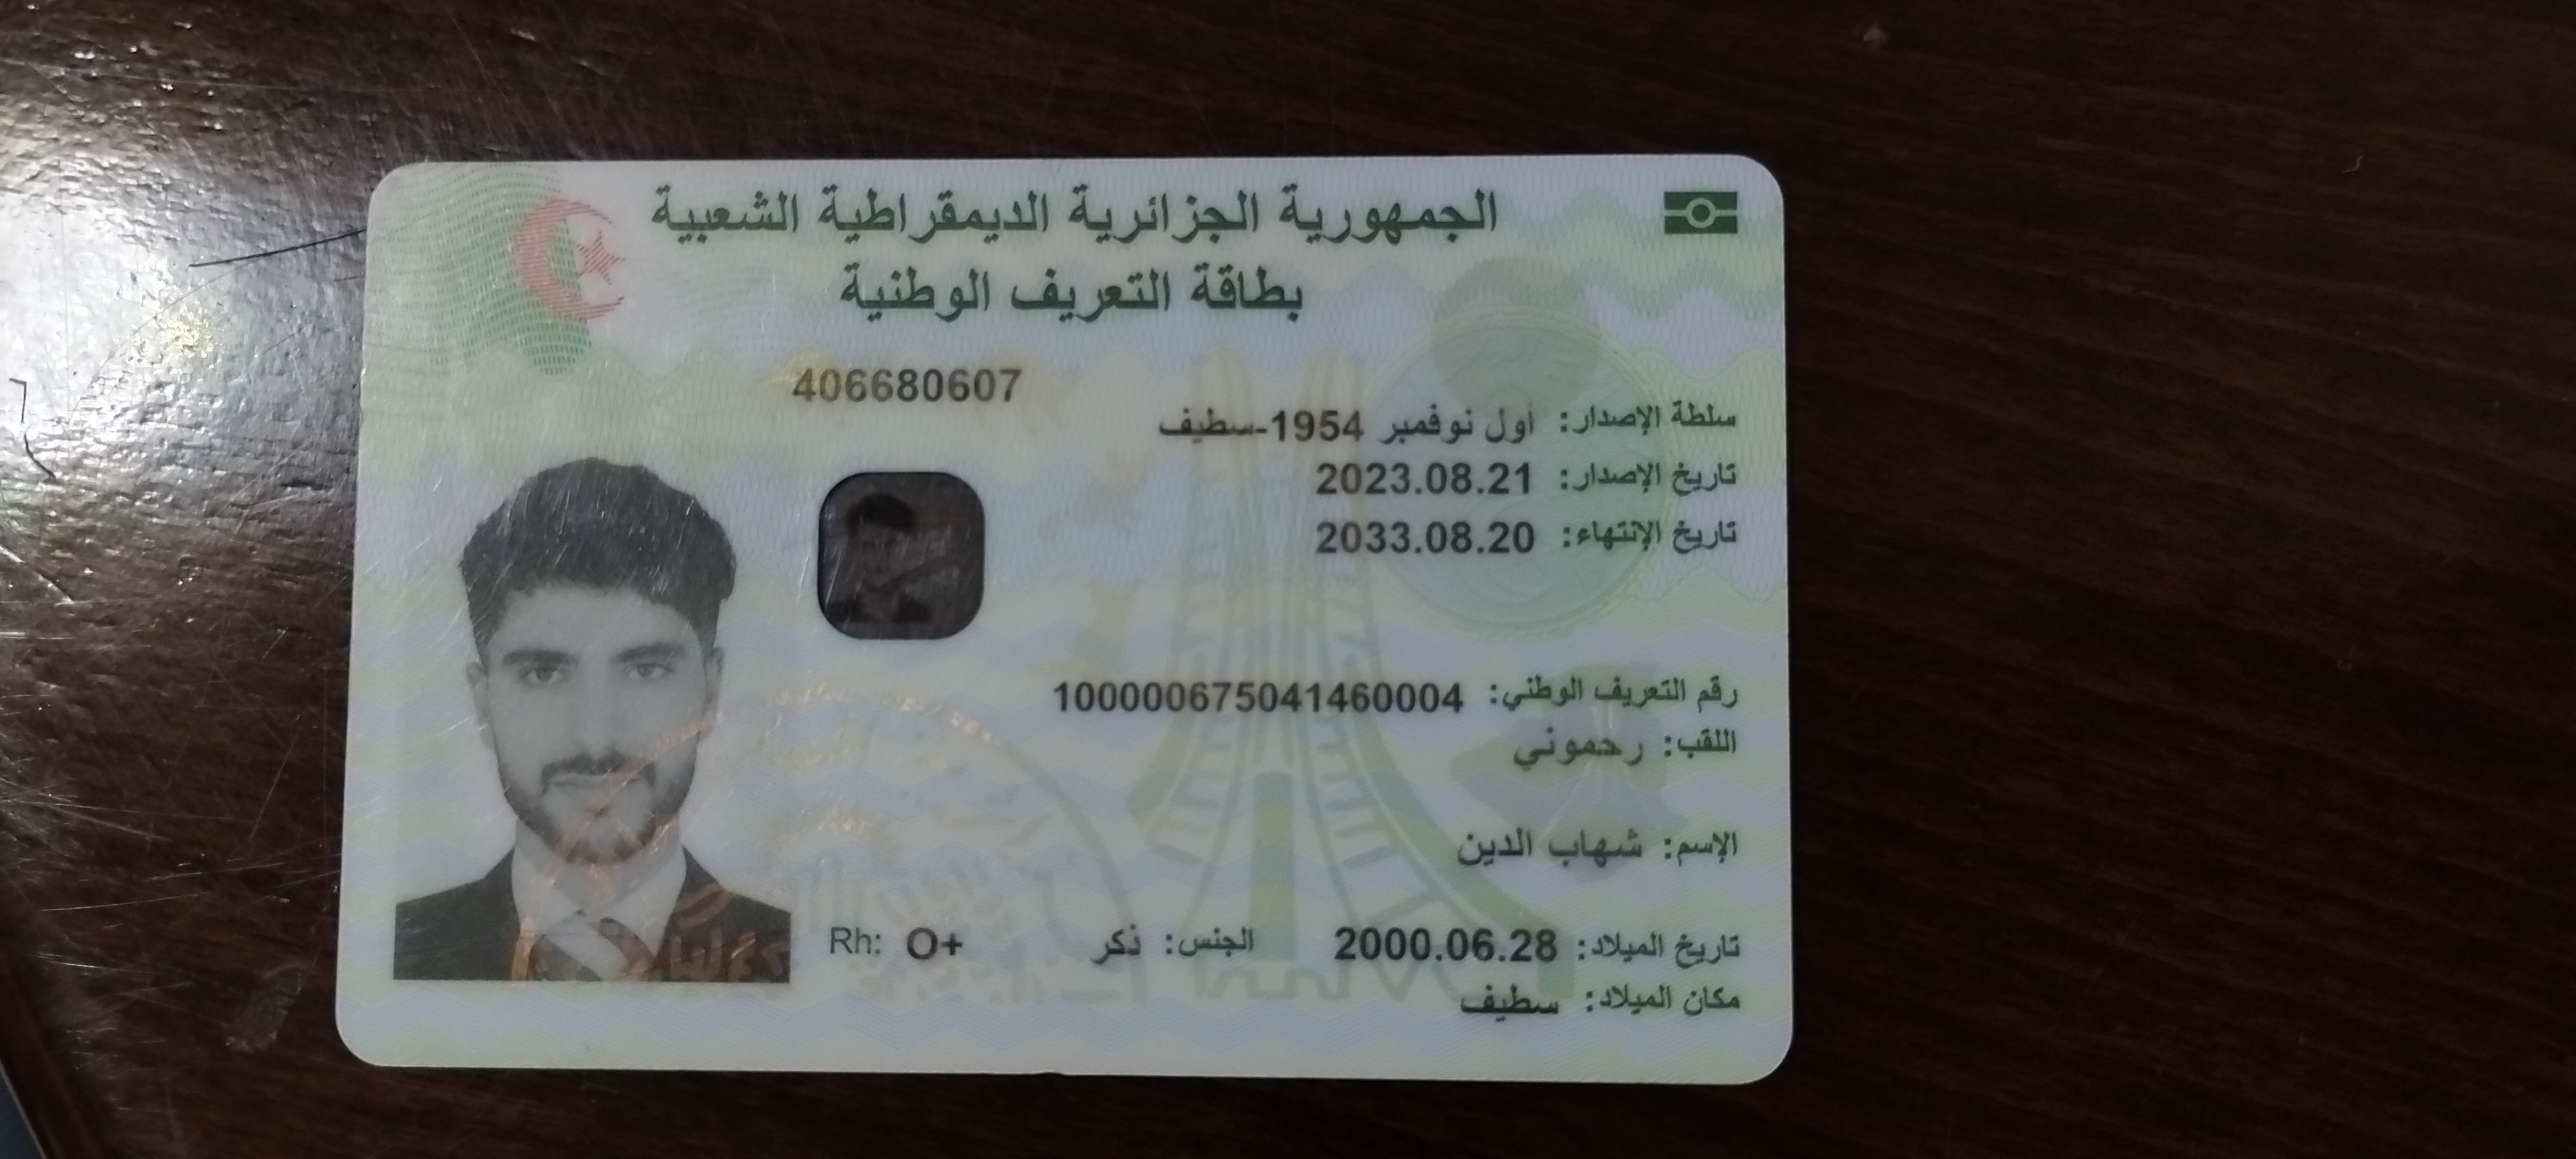 الجمهورية الجزائرية الديمقراطية الشعبية
بطاقة التعريف الوطنية
406680607
سلطة الإصدار: أول نوفمبر 1954-سطيف
تاريخ الإصدار: 2023.08.21
تاريخ الإنتهاء: 2033.08.20
رقم التعريف الوطني: 100000675041460004
اللقب: رحموني
الإسم: شهاب الدين
تاريخ الميلاد: 2000.06.28 الجنس: ذكر Rh: O+
مكان الميلاد: سطيف